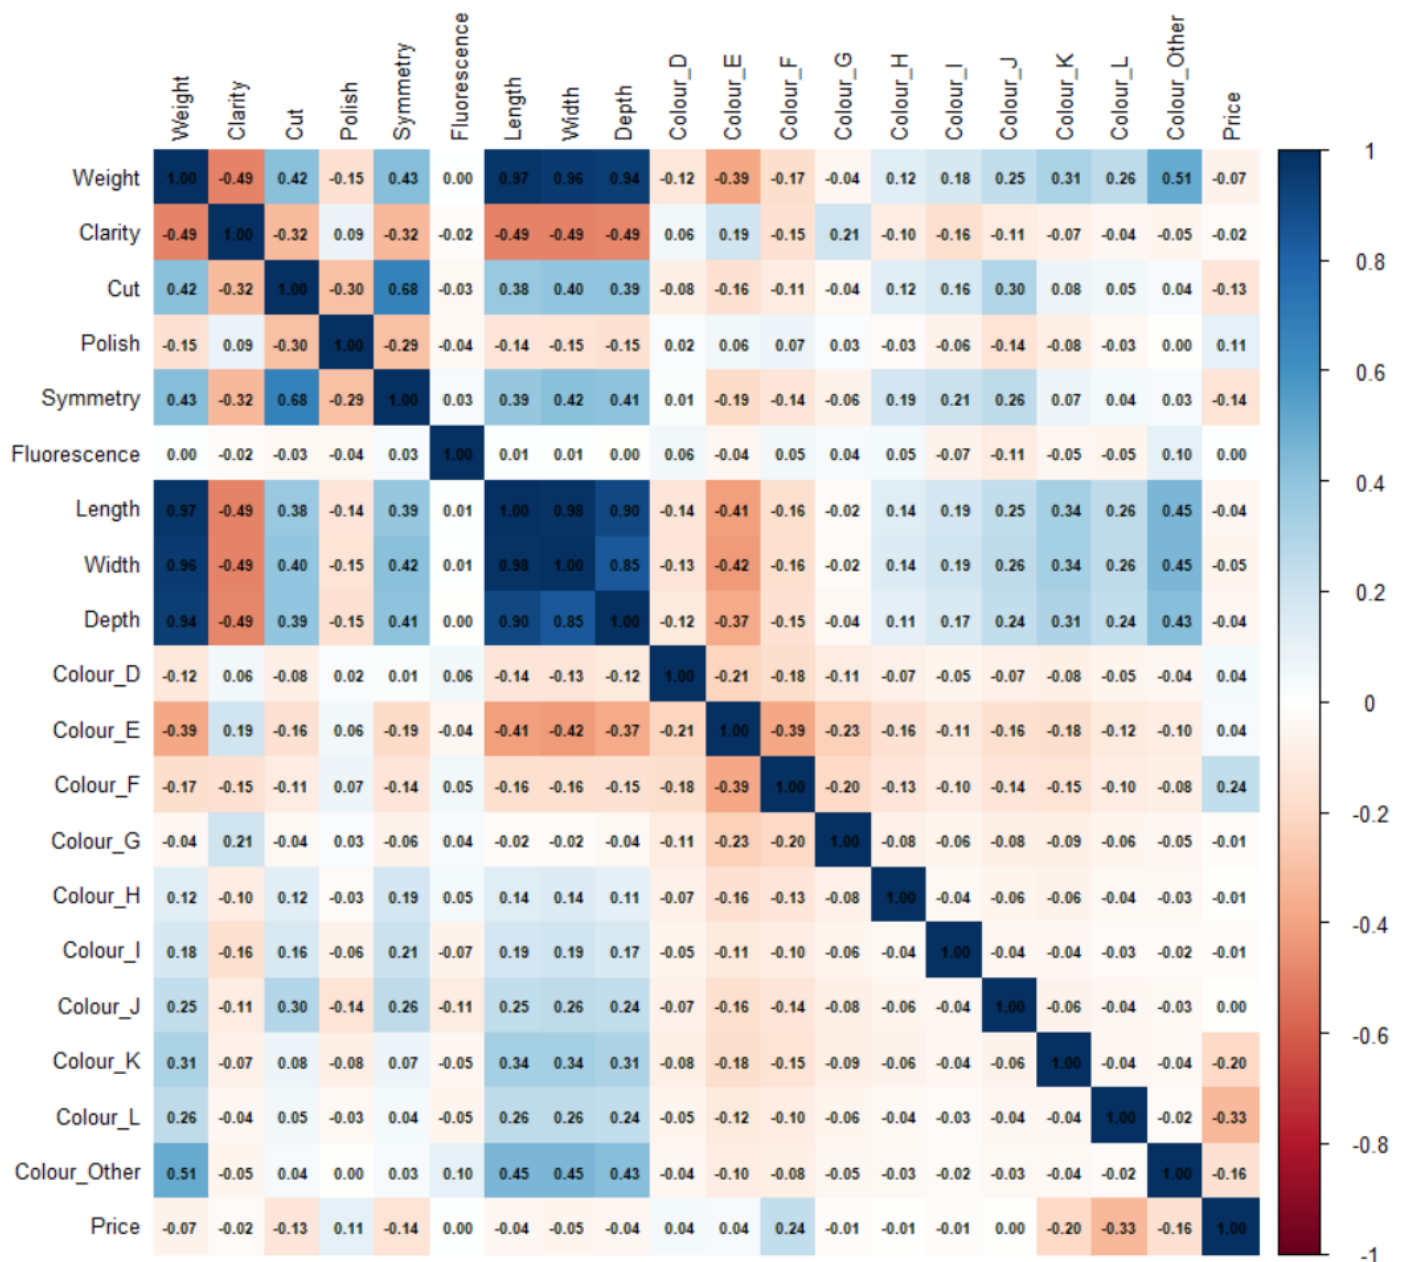 Weight Clarity Cut Polish Symmetry Fluorescence Length Width Depth Colour_D Colour_E Colour_F Colour_G Colour_H Colour_I Colour_J Colour_K Colour_L Colour_Other Price
Weight 1.00 -0.49 0.42 -0.15 0.43 0.00 0.97 0.96 0.94 -0.12 -0.39 -0.17 -0.04 0.12 0.18 0.25 0.31 0.26 0.51 -0.07 1
Clarity -0.49 1.00 -0.32 0.09 -0.32 -0.02 -0.49 -0.49 -0.49 0.06 0.19 -0.15 0.21 -0.10 -0.16 -0.11 -0.07 -0.04 -0.05 -0.02
0.8
Cut 0.42 -0.32 1.00 -0.30 0.68 -0.03 0.38 0.40 0.39 -0.08 -0.16 -0.11 -0.04 0.12 0.16 0.30 0.08 0.05 0.04 -0.13
Polish -0.15 0.09 -0.30 1.00 -0.29 -0.04 -0.14 -0.15 -0.15 0.02 0.06 0.07 0.03 -0.03 -0.06 -0.14 -0.08 -0.03 0.00 0.11
0.6
Symmetry 0.43 -0.32 0.68 -0.29 1.00 0.03 0.39 0.42 0.41 0.01 -0.19 -0.14 -0.06 0.19 0.21 0.26 0.07 0.04 0.03 -0.14
Fluorescence 0.00 -0.02 -0.03 -0.04 0.03 1.00 0.01 0.01 0.00 0.06 -0.04 0.05 0.04 0.05 -0.07 -0.11 -0.05 -0.05 0.10 0.00
0.4
Length 0.97 -0.49 0.38 -0.14 0.39 0.01 1.00 0.98 0.90 -0.14 -0.41 -0.16 -0.02 0.14 0.19 0.25 0.34 0.26 0.45 -0.04
Width 0.96 -0.49 0.40 -0.15 0.42 0.01 0.98 1.00 0.85 -0.13 -0.42 -0.16 -0.02 0.14 0.19 0.26 0.34 0.26 0.45 -0.05
0.2
Depth 0.94 -0.49 0.39 -0.15 0.41 0.00 0.90 0.85 1.00 -0.12 -0.37 -0.15 -0.04 0.11 0.17 0.24 0.31 0.24 0.43 -0.04
Colour_D -0.12 0.06 -0.08 0.02 0.01 0.06 -0.14 -0.13 -0.12 1.00 -0.21 -0.18 -0.11 -0.07 -0.05 -0.07 -0.08 -0.05 -0.04 0.04
0
Colour_E -0.39 0.19 -0.16 0.06 -0.19 -0.04 -0.41 -0.42 -0.37 -0.21 1.00 -0.39 -0.23 -0.16 -0.11 -0.16 -0.18 -0.12 -0.10 0.04
Colour_F -0.17 -0.15 -0.11 0.07 -0.14 0.05 -0.16 -0.16 -0.15 -0.18 -0.39 1.00 -0.20 -0.13 -0.10 -0.14 -0.15 -0.10 -0.08 0.24
-0.2
Colour_G -0.04 0.21 -0.04 0.03 -0.06 0.04 -0.02 -0.02 -0.04 -0.11 -0.23 -0.20 1.00 -0.08 -0.06 -0.08 -0.09 -0.06 -0.05 -0.01
Colour_H 0.12 -0.10 0.12 -0.03 0.19 0.05 0.14 0.14 0.11 -0.07 -0.16 -0.13 -0.08 1.00 -0.04 -0.06 -0.06 -0.04 -0.03 -0.01
-0.4
Colour_I 0.18 -0.16 0.16 -0.06 0.21 -0.07 0.19 0.19 0.17 -0.05 -0.11 -0.10 -0.06 -0.04 1.00 -0.04 -0.04 -0.03 -0.02 -0.01
Colour_J 0.25 -0.11 0.30 -0.14 0.26 -0.11 0.25 0.26 0.24 -0.07 -0.16 -0.14 -0.08 -0.06 -0.04 1.00 -0.06 -0.04 -0.03 0.00
-0.6
Colour_K 0.31 -0.07 0.08 -0.08 0.07 -0.05 0.34 0.34 0.31 -0.08 -0.18 -0.15 -0.09 -0.06 -0.04 -0.06 1.00 -0.04 -0.04 -0.20
Colour_L 0.26 -0.04 0.05 -0.03 0.04 -0.05 0.26 0.26 0.24 -0.05 -0.12 -0.10 -0.06 -0.04 -0.03 -0.04 -0.04 1.00 -0.02 -0.33
-0.8
Colour_Other 0.51 -0.05 0.04 0.00 0.03 0.10 0.45 0.45 0.43 -0.04 -0.10 -0.08 -0.05 -0.03 -0.02 -0.03 -0.04 -0.02 1.00 -0.16
Price -0.07 -0.02 -0.13 0.11 -0.14 0.00 -0.04 -0.05 -0.04 0.04 0.04 0.24 -0.01 -0.01 -0.01 0.00 -0.20 -0.33 -0.16 1.00
-1